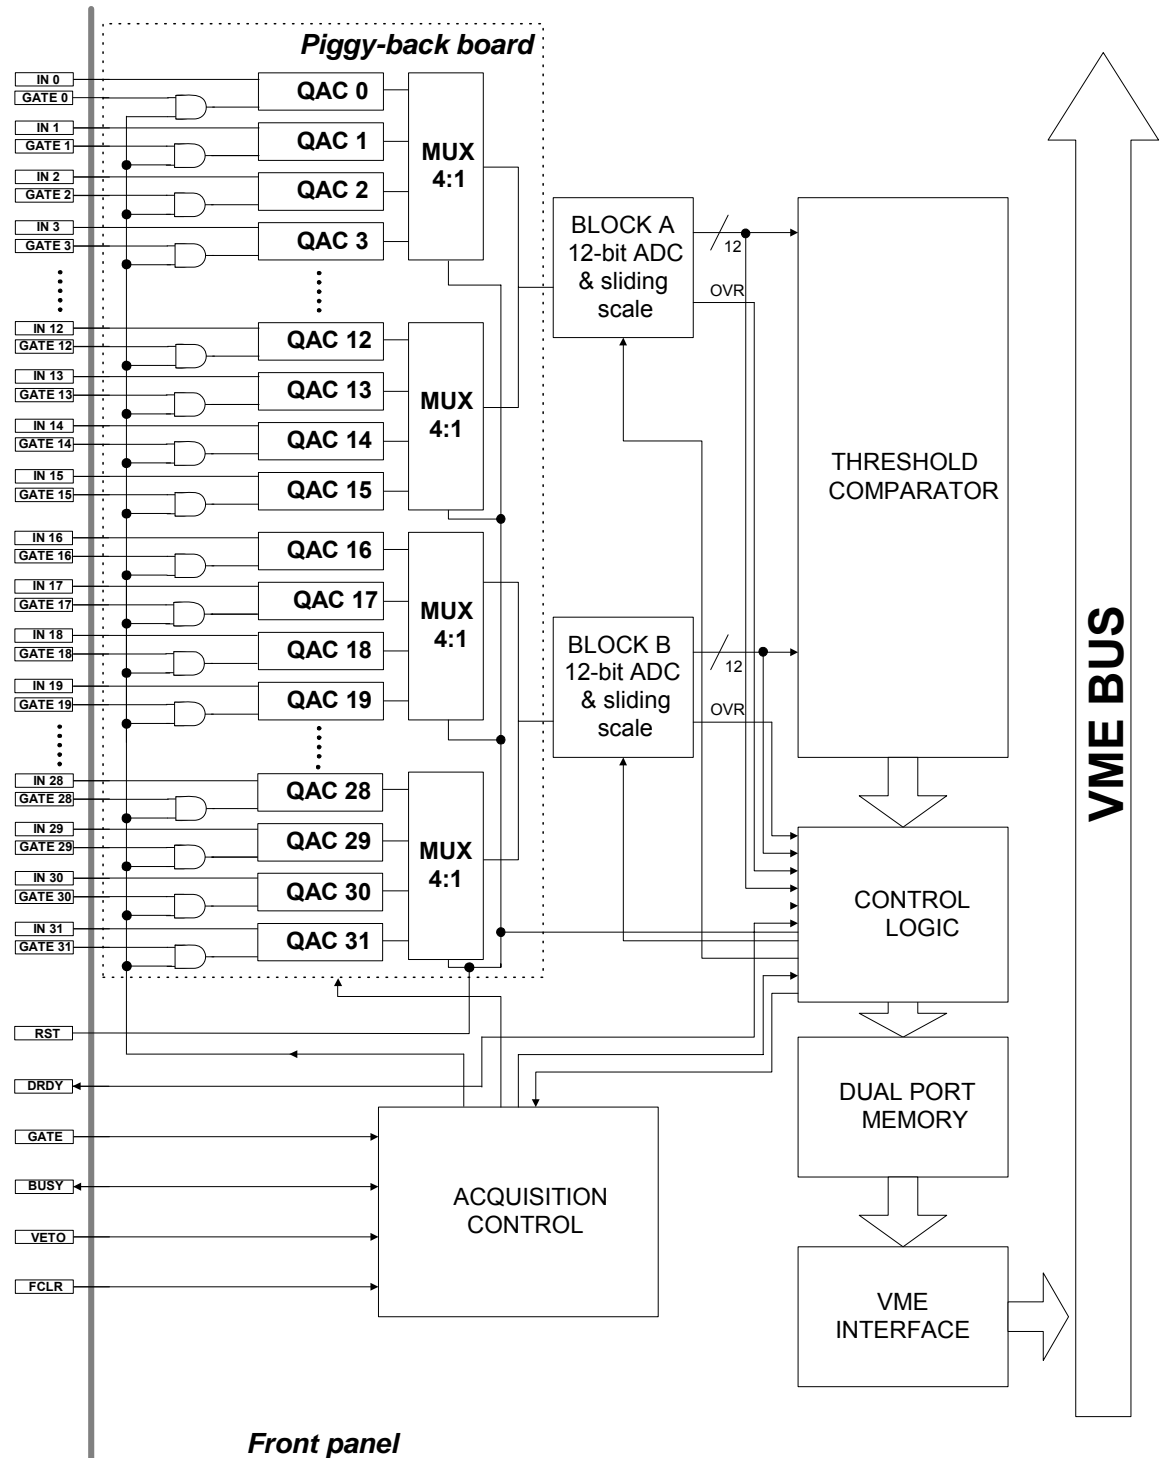 Piggy-back board
IN 0
GATE 0
QAC 0
IN 1
GATE 1
QAC 1
IN 2
GATE 2
QAC 2
IN 3
GATE 3
QAC 3
MUX
4:1
IN 12
GATE 12
QAC 12
IN 13
GATE 13
QAC 13
IN 14
GATE 14
QAC 14
IN 15
GATE 15
QAC 15
MUX
4:1
IN 16
GATE 16
QAC 16
IN 17
GATE 17
QAC 17
IN 18
GATE 18
QAC 18
IN 19
GATE 19
QAC 19
MUX
4:1
IN 28
GATE 28
QAC 28
IN 29
GATE 29
QAC 29
IN 30
GATE 30
QAC 30
IN 31
GATE 31
QAC 31
MUX
4:1
BLOCK A
12-bit ADC
& sliding
scale
12
OVR
BLOCK B
12-bit ADC
& sliding
scale
12
OVR
THRESHOLD
COMPARATOR
CONTROL
LOGIC
DUAL PORT
MEMORY
VME
INTERFACE
VME BUS
RST
DRDY
GATE
BUSY
VETO
FCLR
ACQUISITION
CONTROL
Front panel